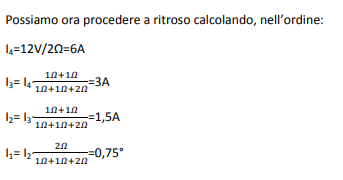 Possiamo ora procedere a ritroso calcolando, nell'ordine:
I₄=12V/2Ω=6A
I₃= I₄ (1Ω+1Ω)/(1Ω+1Ω+2Ω)=3A
I₂= I₃ (1Ω+1Ω)/(1Ω+1Ω+2Ω)=1,5A
I₁= I₂ (2Ω)/(1Ω+1Ω+2Ω)=0,75°